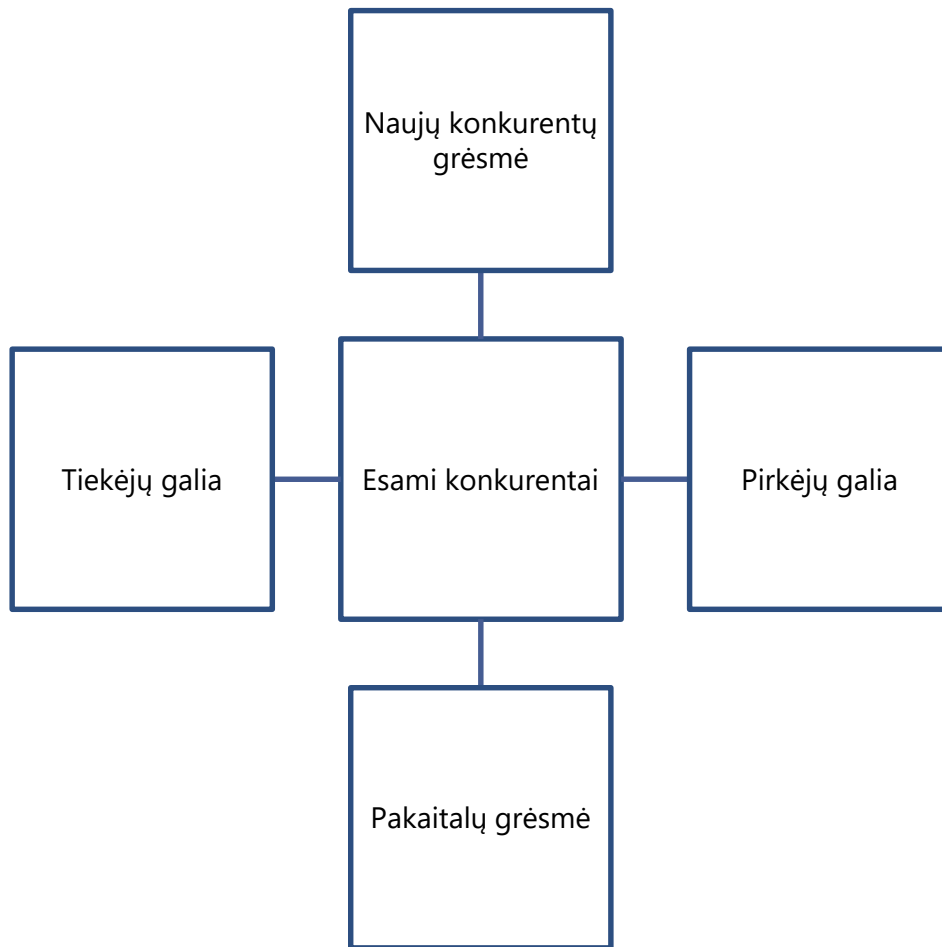 Naujų konkurentų
grėsmė
Tiekėjų galia
Esami konkurentai
Pirkėjų galia
Pakaitalų grėsmė